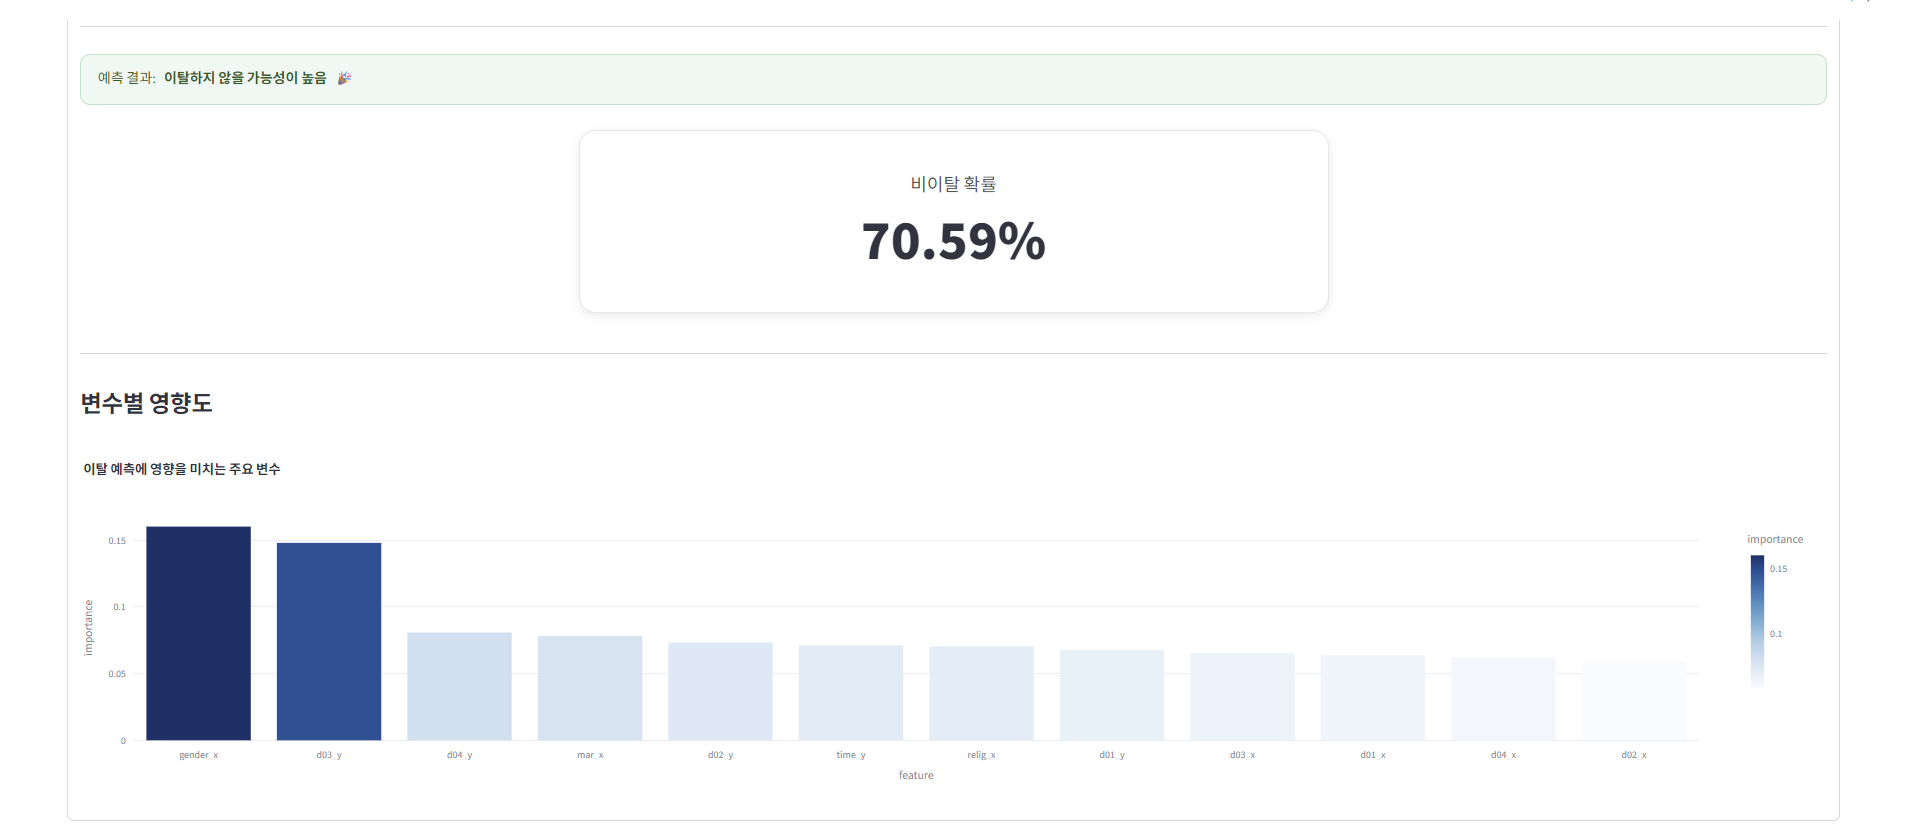 예측 결과: 이탈하지 않을 가능성이 높음 🎉
비이탈 확률
70.59%
변수별 영향도
이탈 예측에 영향을 미치는 주요 변수
importance
0.15
0.1
0.05
0
gender_x d03_y d04_y mar_x d02_y time_y relig_x d01_y d03_x d01_x d04_x d02_x
feature
importance
0.15
0.1